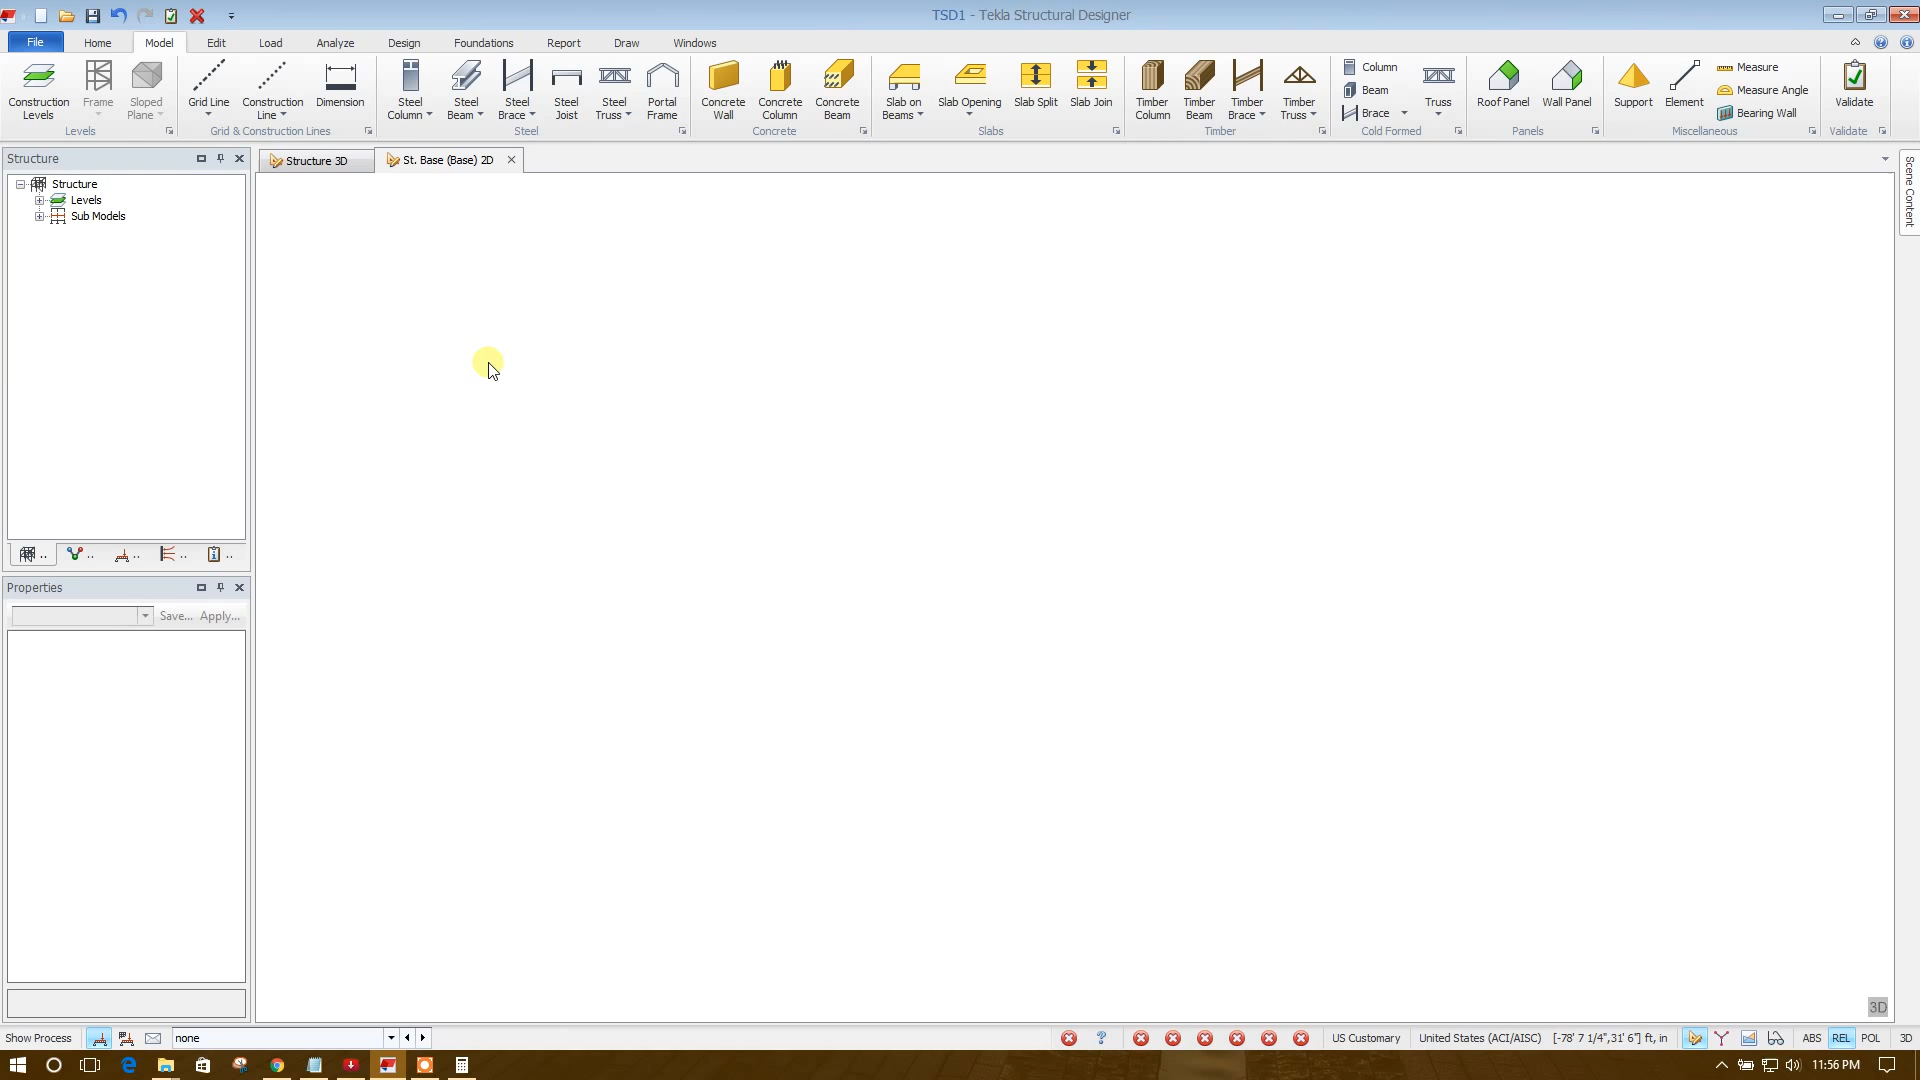 TSD1 - Tekla Structural Designer
File Home Model Edit Load Analyze Design Foundations Report Draw Windows
Construction Levels
Frame
Sloped Plane
Levels
Grid Line
Construction Line
Dimension
Grid & Construction Lines
Steel Column
Steel Beam
Steel Brace
Steel Joist
Steel Truss
Portal Frame
Steel
Concrete Wall
Concrete Column
Concrete Beam
Concrete
Slab on Beams
Slab Opening
Slab Split
Slab Join
Slabs
Timber Column
Timber Beam
Timber Brace
Timber Truss
Timber
Column
Beam
Brace
Truss
Cold Formed
Roof Panel
Wall Panel
Panels
Support
Element
Measure
Measure Angle
Bearing Wall
Miscellaneous
Validate
Validate
Structure
Structure 3D
St. Base (Base) 2D
Scene Content
Structure
Levels
Sub Models
Properties
Save... Apply...
3D
Show Process
none
US Customary
United States (ACI/AISC)
[-78' 7 1/4",31' 6"] ft, in
ABS REL POL 3D
11:56 PM